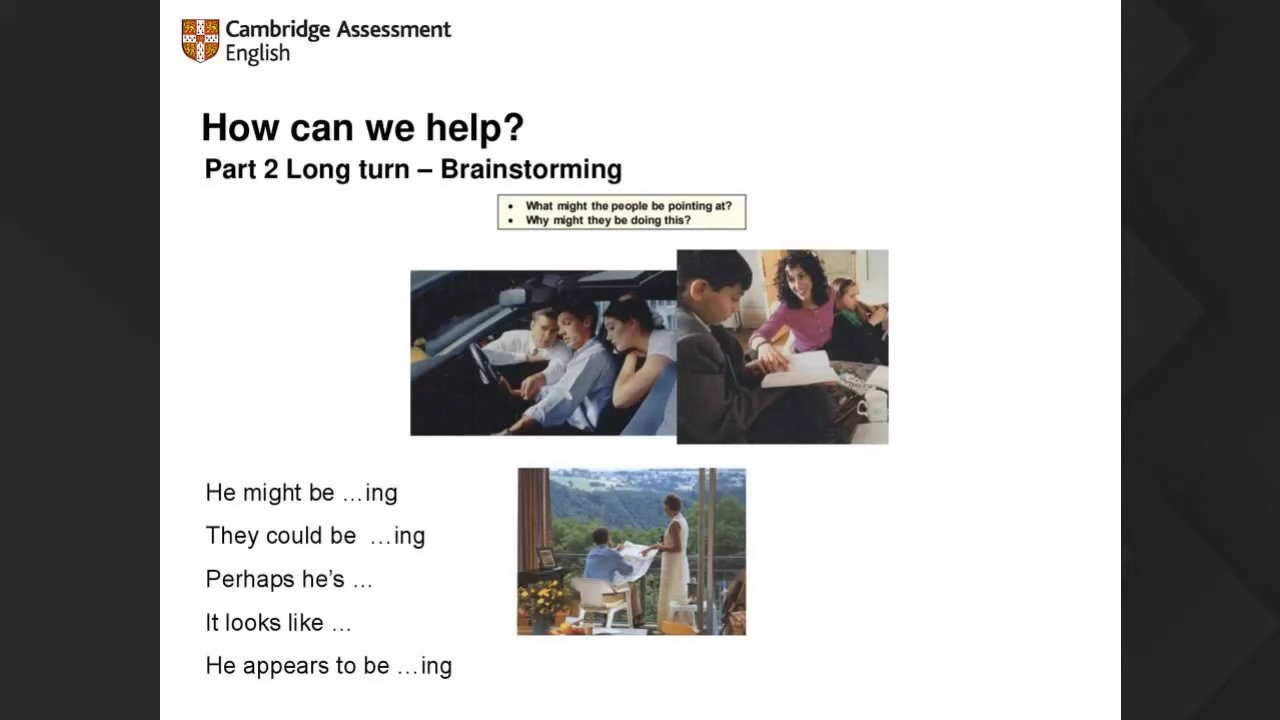 Cambridge Assessment
English
How can we help?
Part 2 Long turn – Brainstorming
• What might the people be pointing at?
• Why might they be doing this?
He might be …ing
They could be …ing
Perhaps he’s …
It looks like …
He appears to be …ing